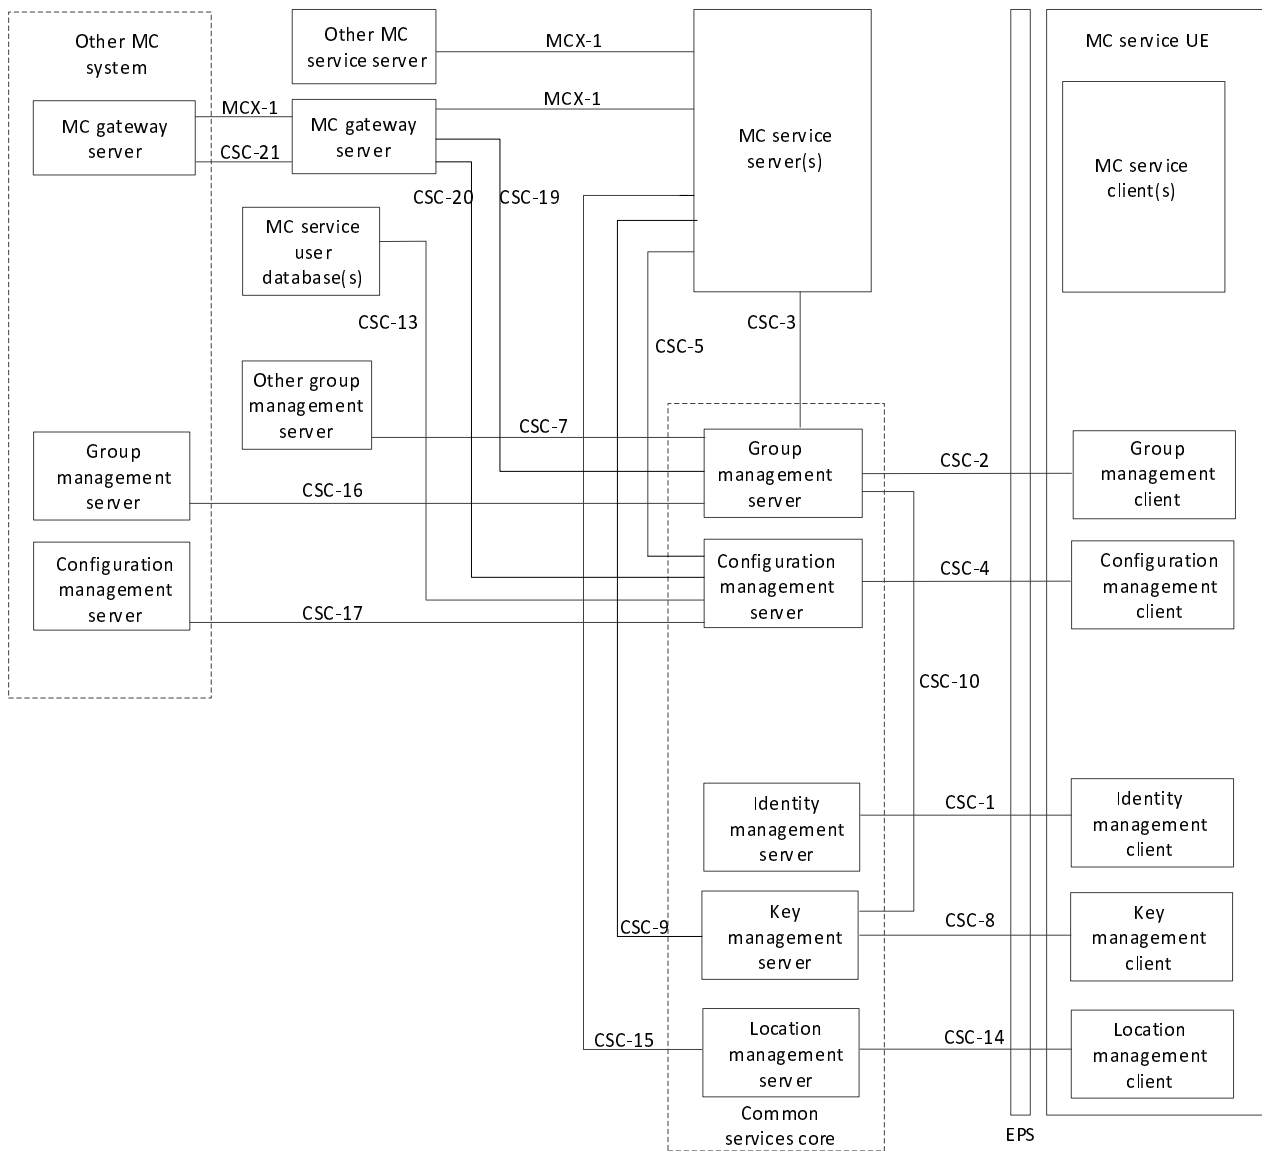 Other MC
system
Other MC
service server
MCX-1
MC service UE
MC gateway
server
MCX-1
CSC-21
MC gateway
server
MCX-1
MC service
server(s)
MC service
client(s)
CSC-20
CSC-19
MC service
user
database(s)
CSC-13
CSC-3
CSC-5
Other group
management
server
CSC-7
Group
management
server
CSC-16
Group
management
server
CSC-2
Group
management
client
Configuration
management
server
CSC-17
Configuration
management
server
CSC-4
Configuration
management
client
CSC-10
Identity
management
server
CSC-1
Identity
management
client
CSC-9
Key
management
server
CSC-8
Key
management
client
CSC-15
Location
management
server
CSC-14
Location
management
client
Common
services core
EPS